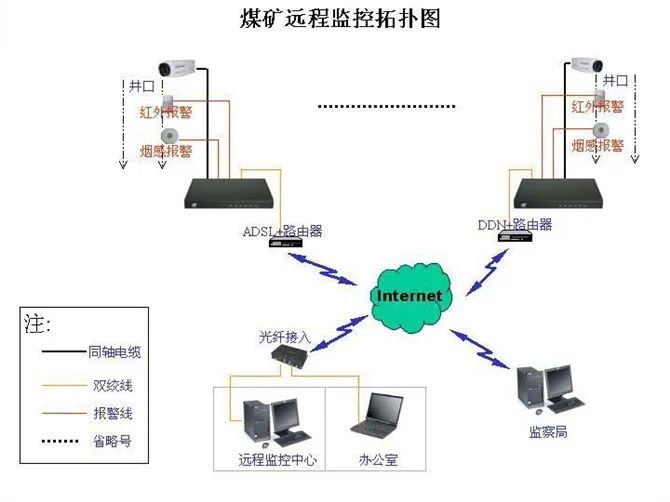 煤矿远程监控拓扑图
井口
井口
红外报警
红外报警
烟感报警
烟感报警
ADSL+路由器
DDN+路由器
Internet
注:
同轴电缆
双绞线
报警线
省略号
光纤接入
远程监控中心
办公室
监察局